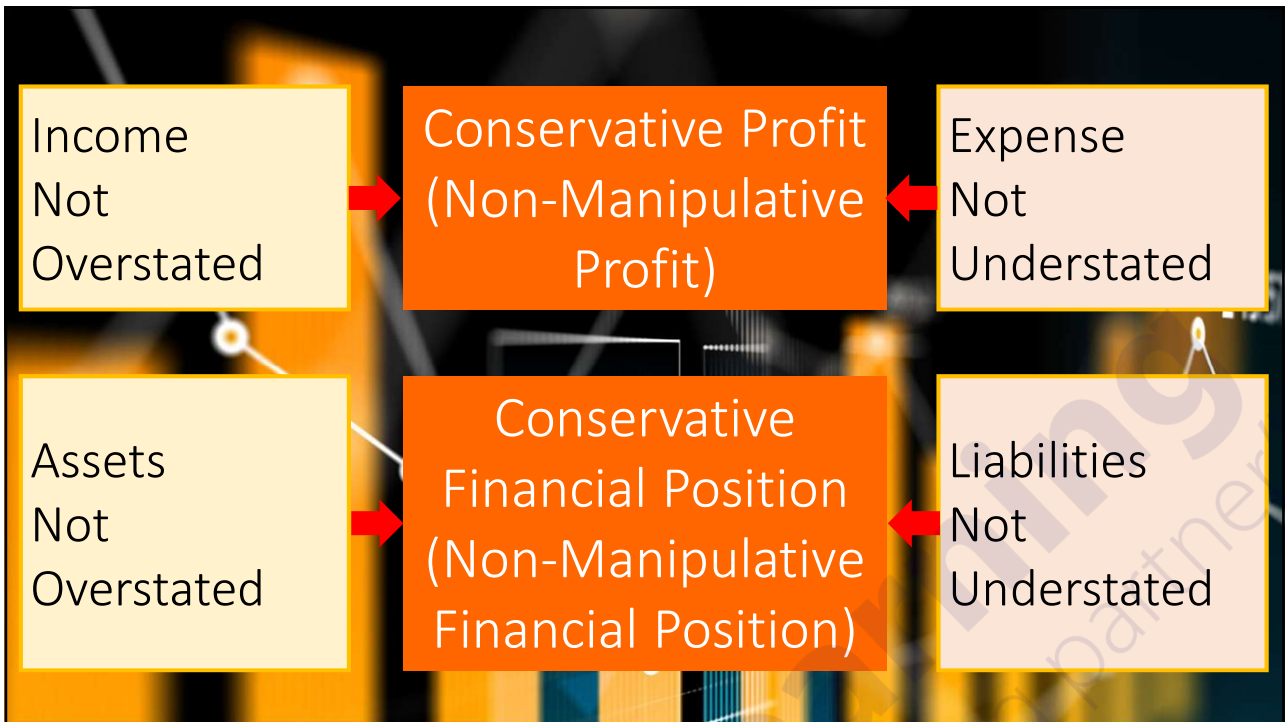 Income
Not
Overstated
Conservative Profit
(Non-Manipulative
Profit)
Expense
Not
Understated
Assets
Not
Overstated
Conservative
Financial Position
(Non-Manipulative
Financial Position)
Liabilities
Not
Understated